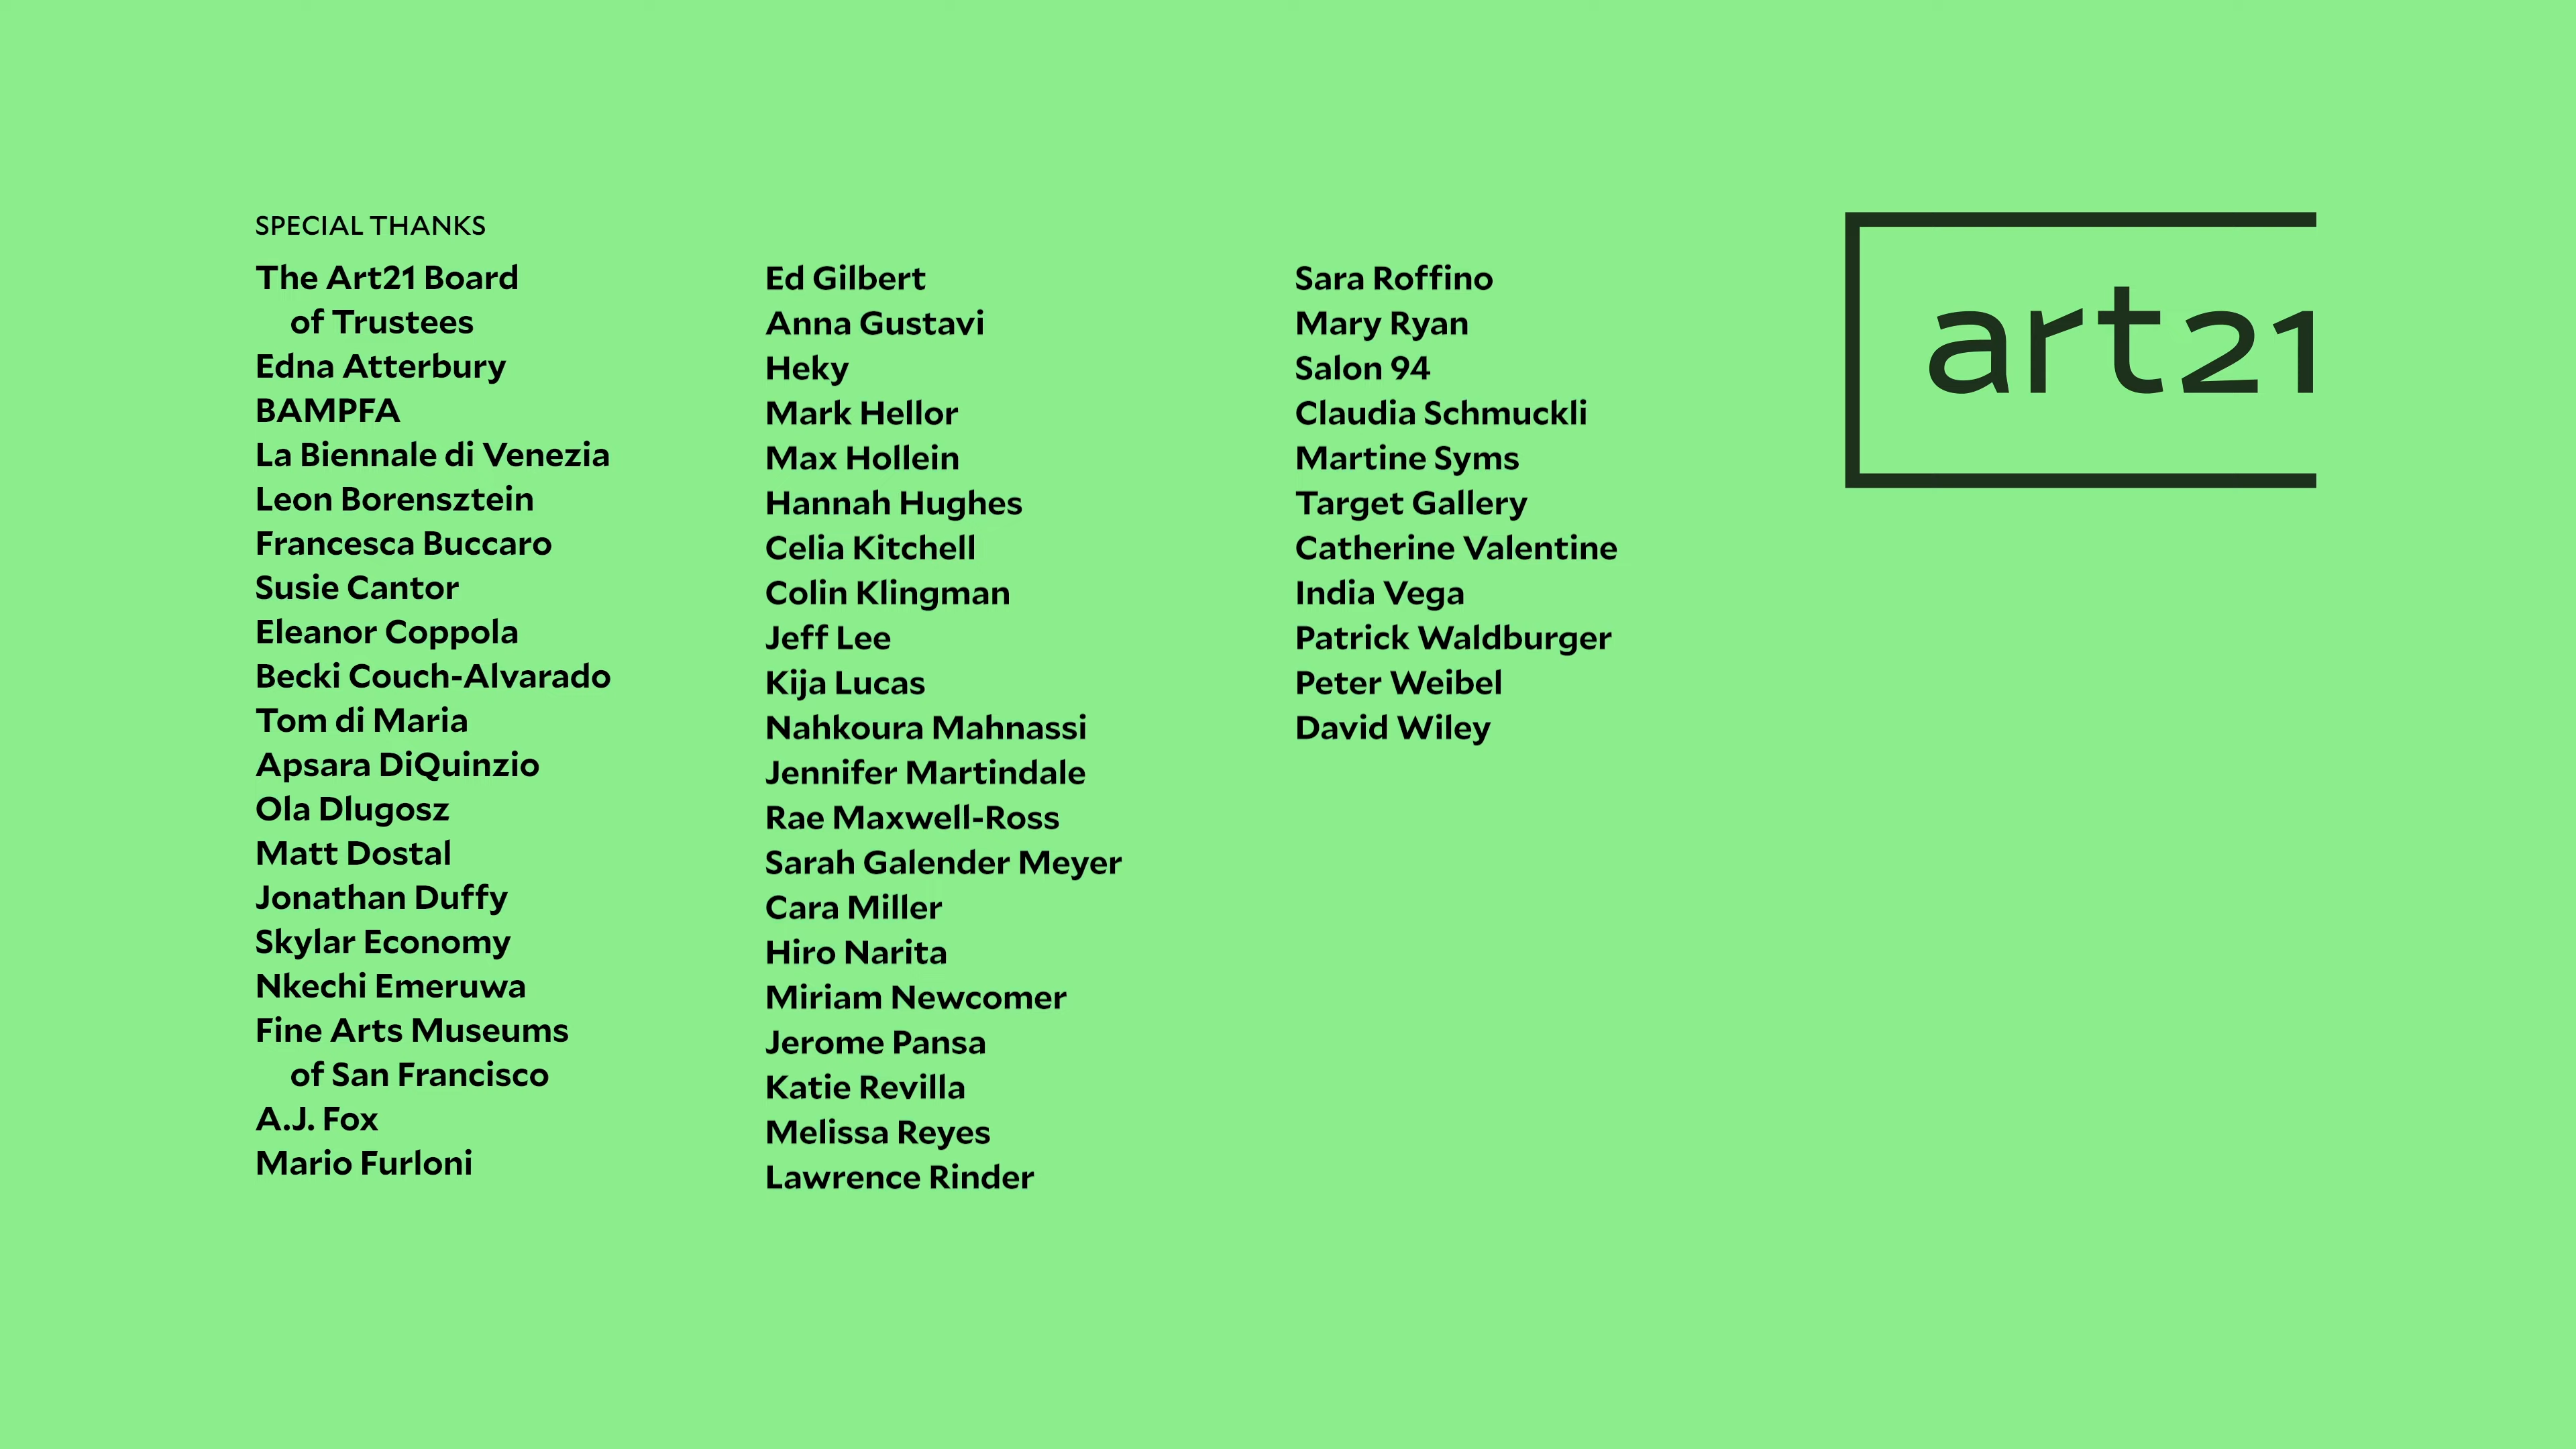 SPECIAL THANKS
The Art21 Board
of Trustees
Edna Atterbury
BAMPFA
La Biennale di Venezia
Leon Borensztein
Francesca Buccaro
Susie Cantor
Eleanor Coppola
Becki Couch-Alvarado
Tom di Maria
Apsara DiQuinzio
Ola Dlugosz
Matt Dostal
Jonathan Duffy
Skylar Economy
Nkechi Emeruwa
Fine Arts Museums
of San Francisco
A.J. Fox
Mario Furloni
Ed Gilbert
Anna Gustavi
Heky
Mark Hellor
Max Hollein
Hannah Hughes
Celia Kitchell
Colin Klingman
Jeff Lee
Kija Lucas
Nahkoura Mahnassi
Jennifer Martindale
Rae Maxwell-Ross
Sarah Galender Meyer
Cara Miller
Hiro Narita
Miriam Newcomer
Jerome Pansa
Katie Revilla
Melissa Reyes
Lawrence Rinder
Sara Roffino
Mary Ryan
Salon 94
Claudia Schmuckli
Martine Syms
Target Gallery
Catherine Valentine
India Vega
Patrick Waldburger
Peter Weibel
David Wiley
art21